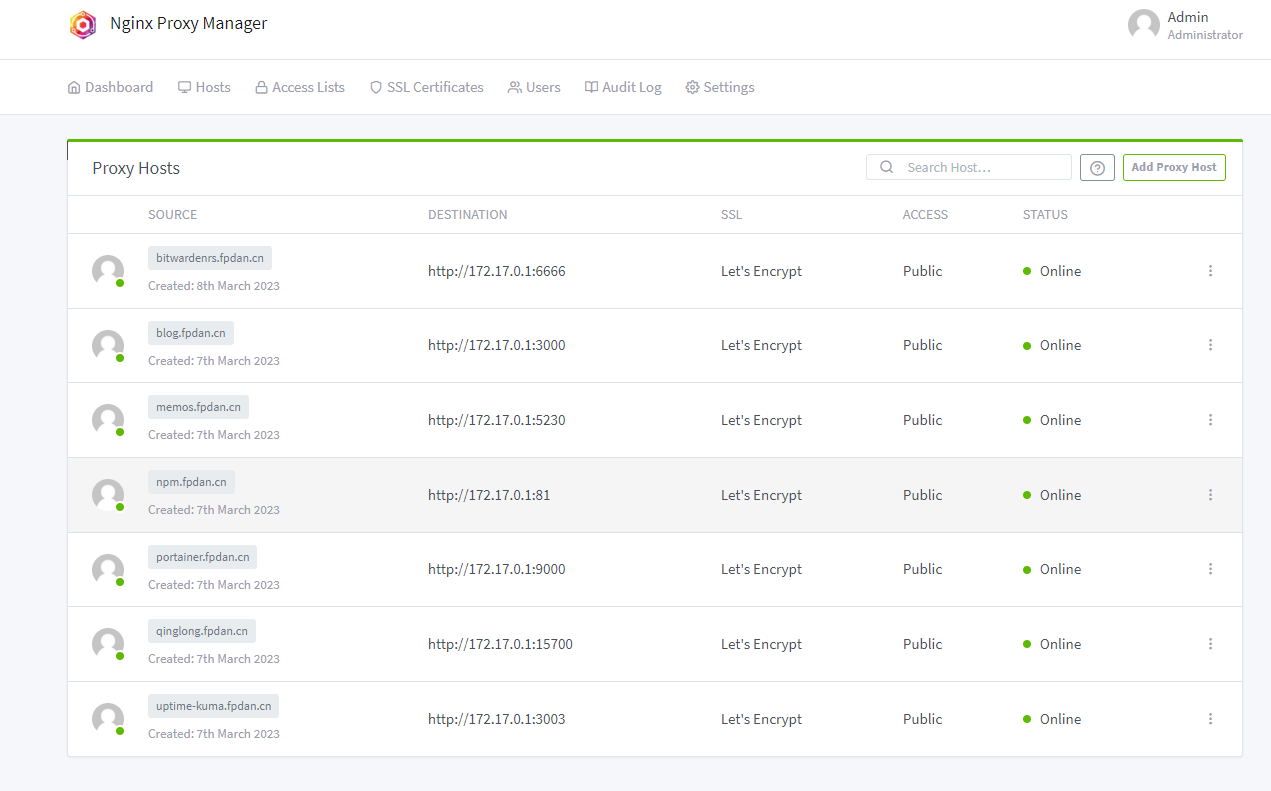 Nginx Proxy Manager
Admin
Administrator
Dashboard Hosts Access Lists SSL Certificates Users Audit Log Settings
Proxy Hosts Search Host… Add Proxy Host
SOURCE DESTINATION SSL ACCESS STATUS
bitwardenrs.fpdan.cn
Created: 8th March 2023
http://172.17.0.1:6666 Let's Encrypt Public Online
blog.fpdan.cn
Created: 7th March 2023
http://172.17.0.1:3000 Let's Encrypt Public Online
memos.fpdan.cn
Created: 7th March 2023
http://172.17.0.1:5230 Let's Encrypt Public Online
npm.fpdan.cn
Created: 7th March 2023
http://172.17.0.1:81 Let's Encrypt Public Online
portainer.fpdan.cn
Created: 7th March 2023
http://172.17.0.1:9000 Let's Encrypt Public Online
qinglong.fpdan.cn
Created: 7th March 2023
http://172.17.0.1:15700 Let's Encrypt Public Online
uptime-kuma.fpdan.cn
Created: 7th March 2023
http://172.17.0.1:3003 Let's Encrypt Public Online